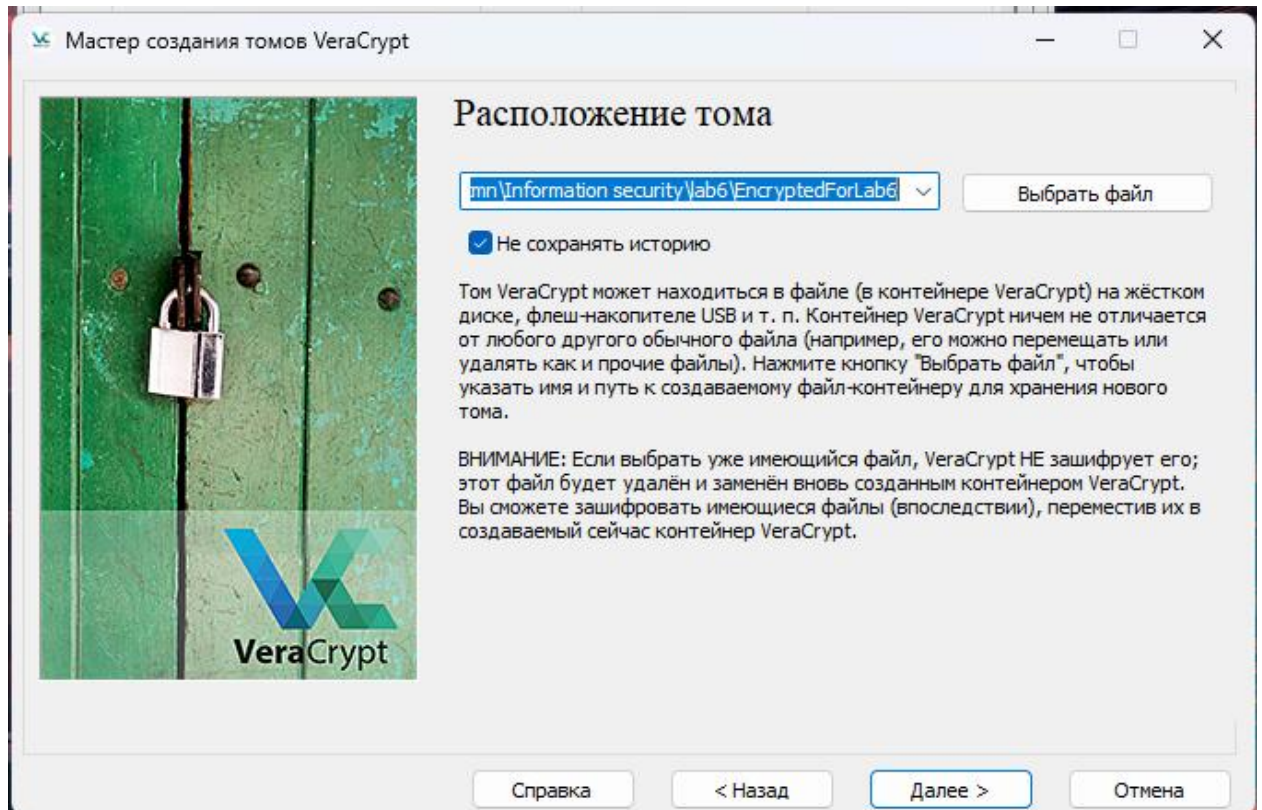 Мастер создания томов VeraCrypt
Расположение тома
mn\Information security\lab6\EncryptedForLab6
Выбрать файл
Не сохранять историю
Том VeraCrypt может находиться в файле (в контейнере VeraCrypt) на жёстком
диске, флеш-накопителе USB и т. п. Контейнер VeraCrypt ничем не отличается
от любого другого обычного файла (например, его можно перемещать или
удалять как и прочие файлы). Нажмите кнопку "Выбрать файл", чтобы
указать имя и путь к создаваемому файл-контейнеру для хранения нового
тома.
ВНИМАНИЕ: Если выбрать уже имеющийся файл, VeraCrypt НЕ зашифрует его;
этот файл будет удалён и заменён вновь созданным контейнером VeraCrypt.
Вы сможете зашифровать имеющиеся файлы (впоследствии), переместив их в
создаваемый сейчас контейнер VeraCrypt.
VeraCrypt
Справка
< Назад
Далее >
Отмена